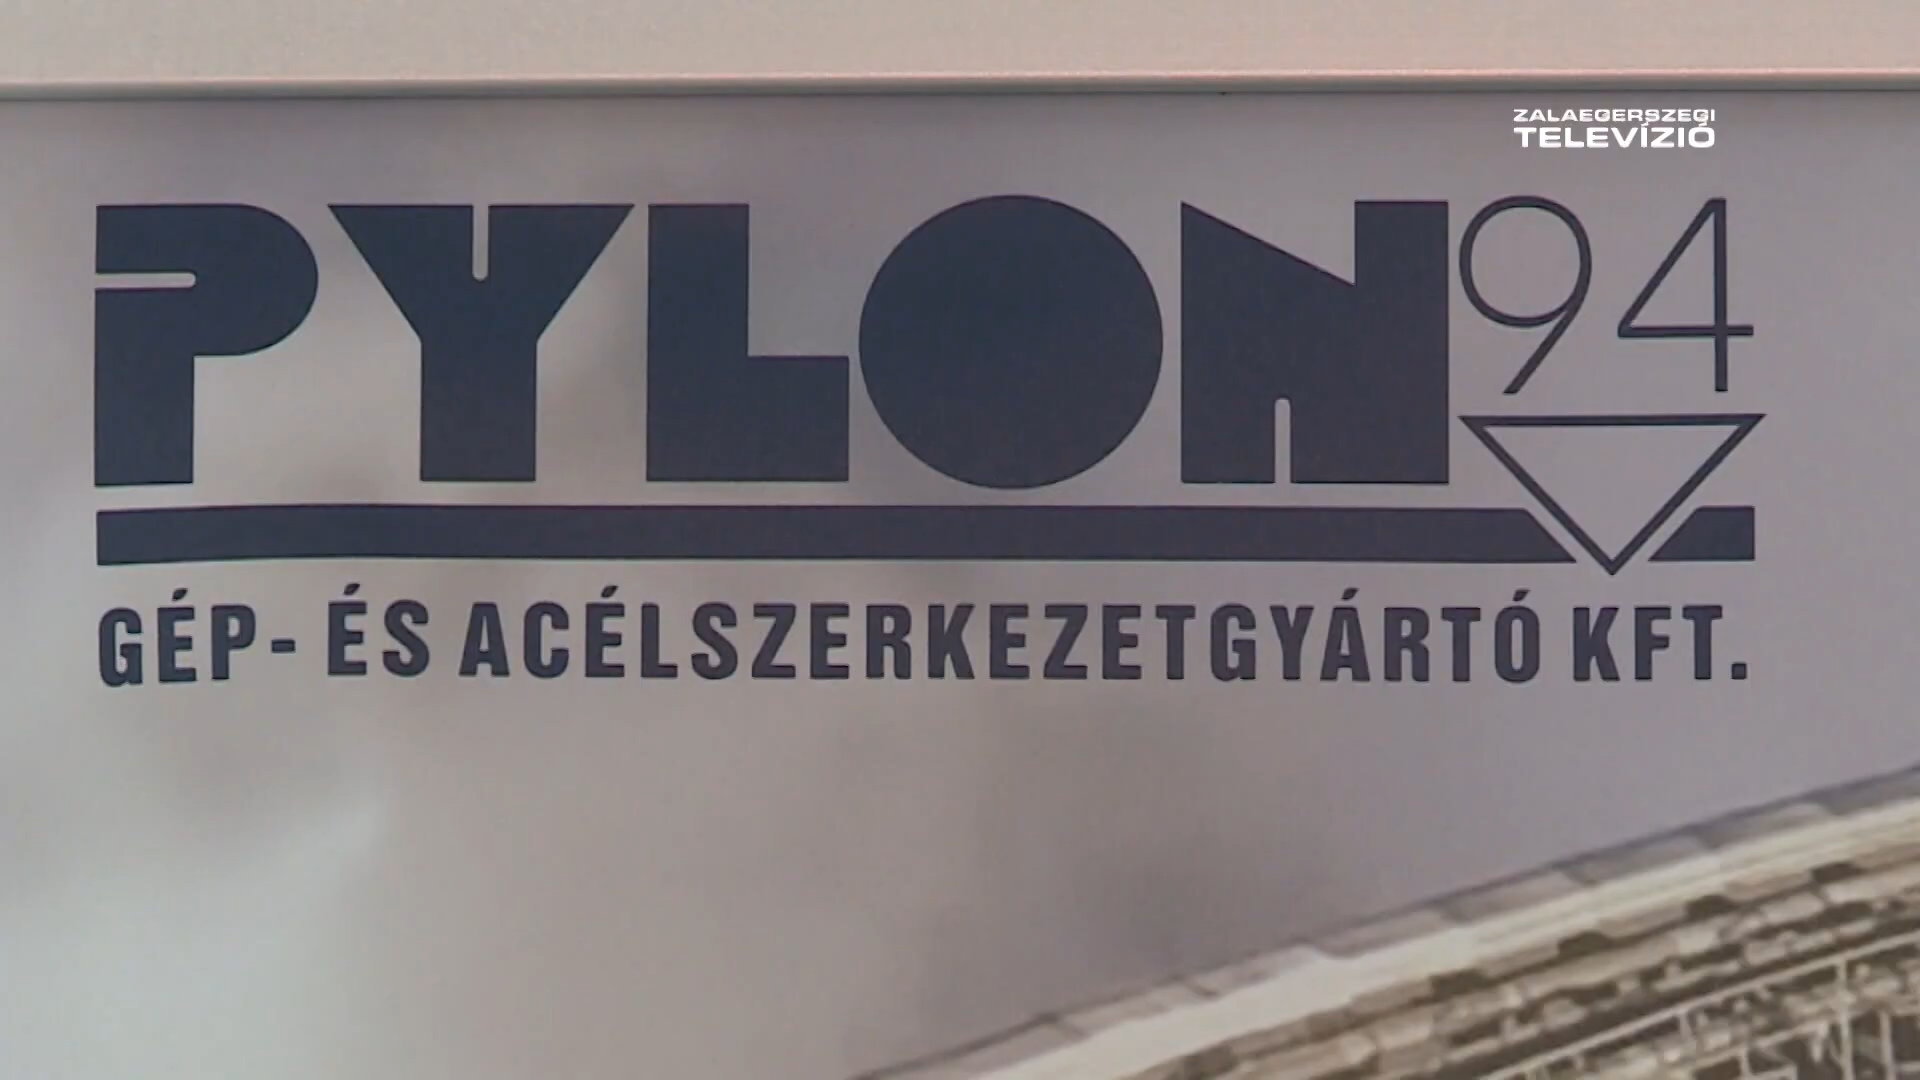 ZALAEGERSZEGI
TELEVÍZIÓ
PYLON94
GÉP- ÉS ACÉLSZERKEZETGYÁRTÓ KFT.